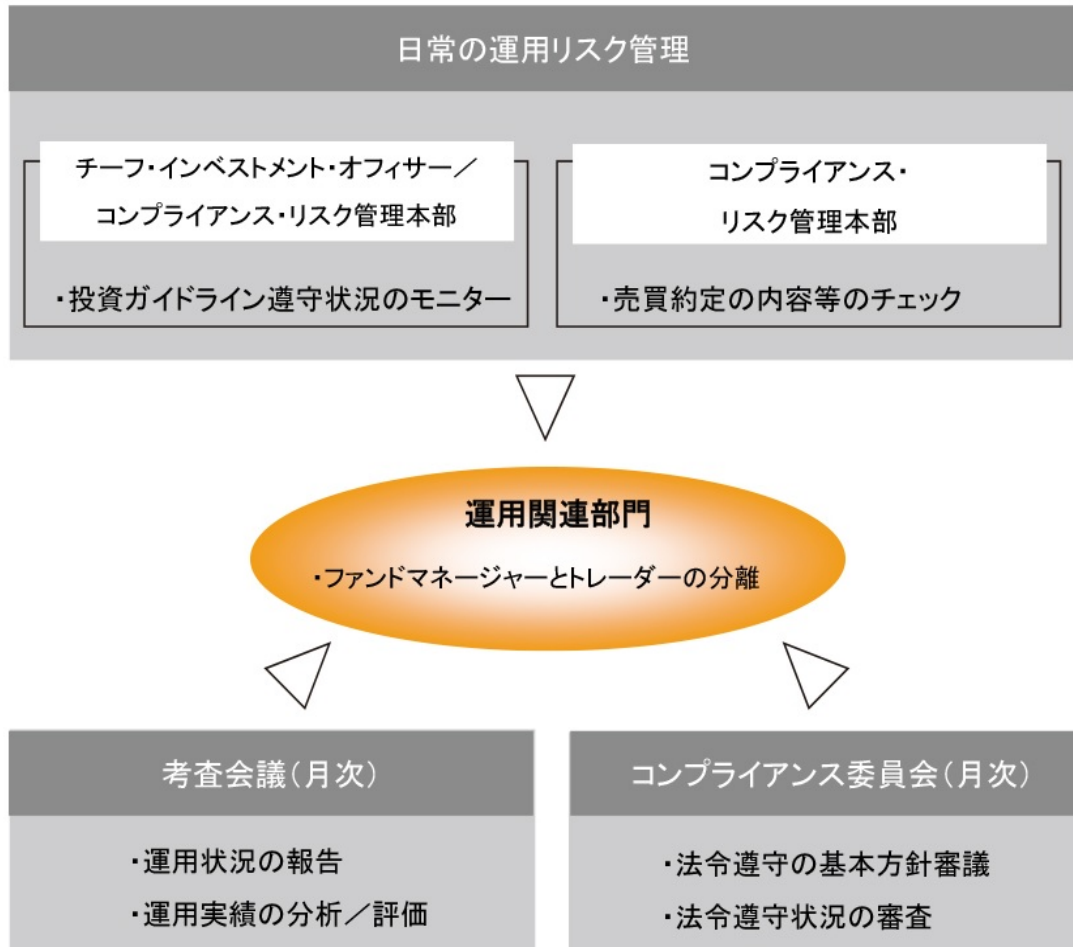 日常の運用リスク管理
チーフ・インベストメント・オフィサー／
コンプライアンス・リスク管理本部
・投資ガイドライン遵守状況のモニター
コンプライアンス・
リスク管理本部
・売買約定の内容等のチェック
運用関連部門
・ファンドマネージャーとトレーダーの分離
考査会議（月次）
・運用状況の報告
・運用実績の分析／評価
コンプライアンス委員会（月次）
・法令遵守の基本方針審議
・法令遵守状況の審査